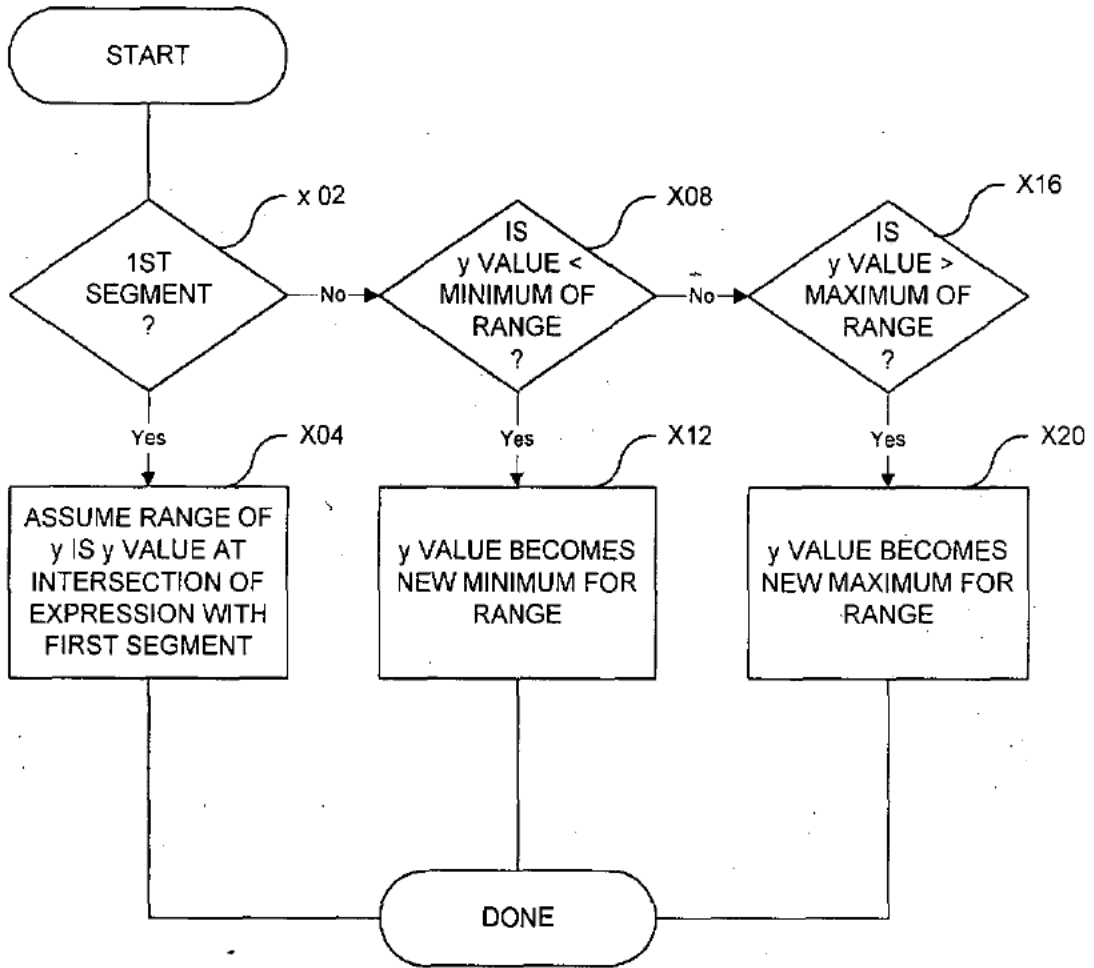 START
x 02
1ST
SEGMENT
?
No
X08
IS
y VALUE <
MINIMUM OF
RANGE
?
No
X16
IS
y VALUE >
MAXIMUM OF
RANGE
?
Yes
X04
ASSUME RANGE OF
y IS y VALUE AT
INTERSECTION OF
EXPRESSION WITH
FIRST SEGMENT
Yes
X12
y VALUE BECOMES
NEW MINIMUM FOR
RANGE
Yes
X20
y VALUE BECOMES
NEW MAXIMUM FOR
RANGE
DONE